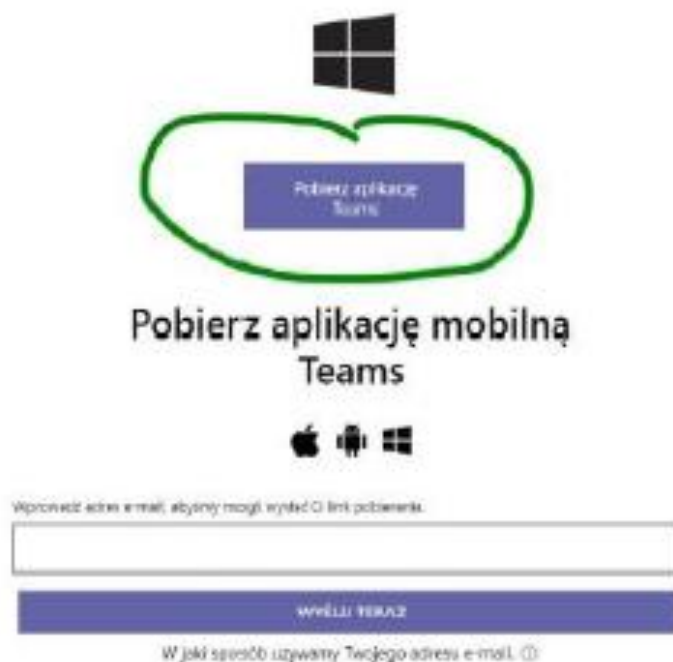 Pobierz aplikację
Teams
Pobierz aplikację mobilną
Teams
Wprowadź adres e-mail, abyśmy mogli wysłać Ci link pobierania.
WYŚLIJ TERAZ
W jaki sposób używamy Twojego adresu e-mail.